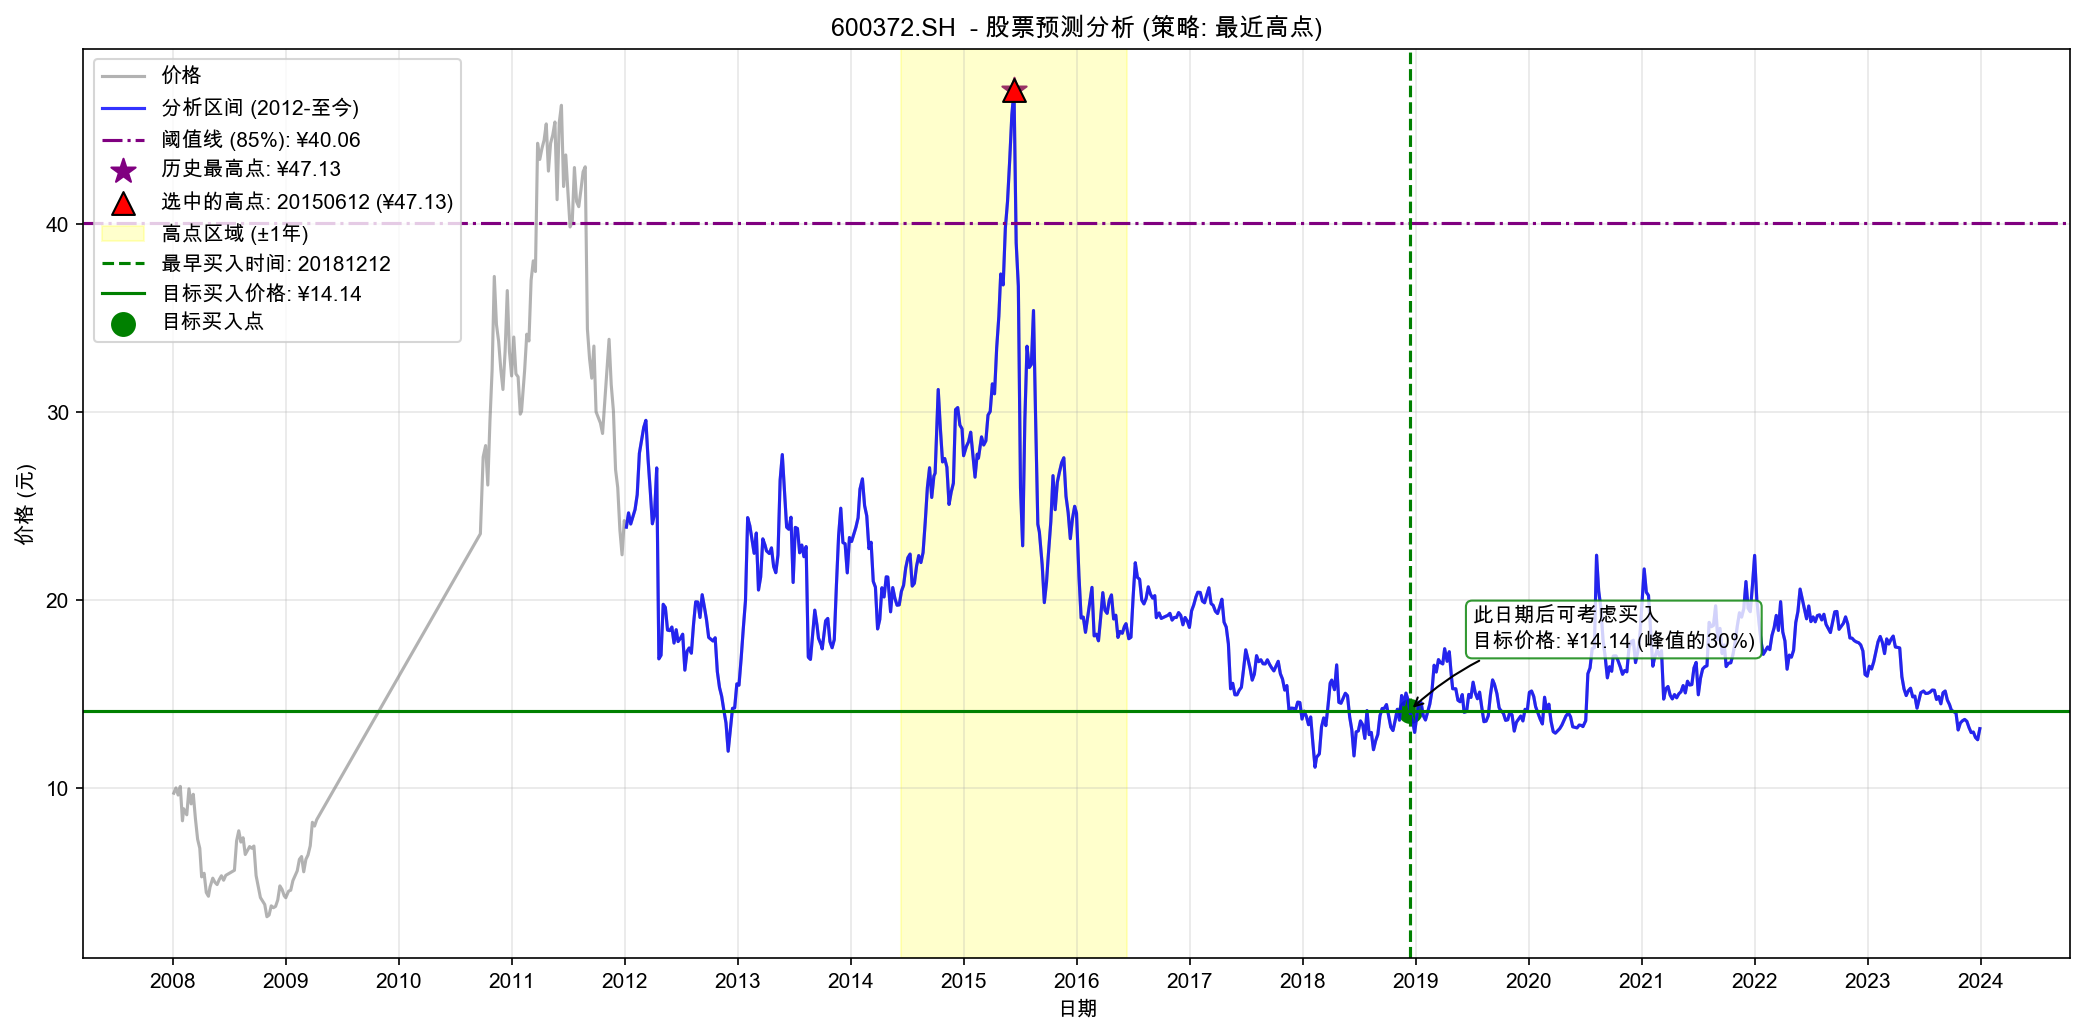 600372.SH - 股票预测分析 (策略: 最近高点)
价格
分析区间 (2012-至今)
阈值线 (85%): ¥40.06
历史最高点: ¥47.13
选中的高点: 20150612 (¥47.13)
高点区域 (±1年)
最早买入时间: 20181212
目标买入价格: ¥14.14
目标买入点
价格 (元)
40
30
20
10
此日期后可考虑买入
目标价格: ¥14.14 (峰值的30%)
2008 2009 2010 2011 2012 2013 2014 2015 2016 2017 2018 2019 2020 2021 2022 2023 2024
日期